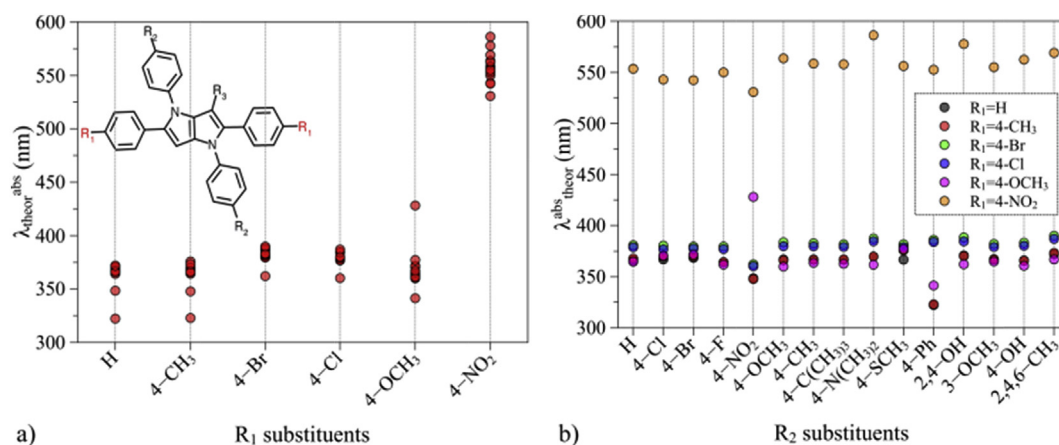 600
550
500
450
400
350
300
λtheor^abs (nm)
R₂
R₃
N
R₁
R₁
N
R₂
H
4–CH₃
4–Br
4–Cl
4–OCH₃
4–NO₂
a)
R₁ substituents
600
550
500
450
400
350
300
λ^abs_theor (nm)
R₁=H
R₁=4-CH₃
R₁=4-Br
R₁=4-Cl
R₁=4-OCH₃
R₁=4-NO₂
H
4–Cl
4–Br
4–F
4–NO₂
4–OCH₃
4–CH₃
4–C(CH₃)₃
4–N(CH₃)₂
4–SCH₃
4–Ph
2,4–OH
3–OCH₃
4–OH
2,4,6–CH₃
b)
R₂ substituents